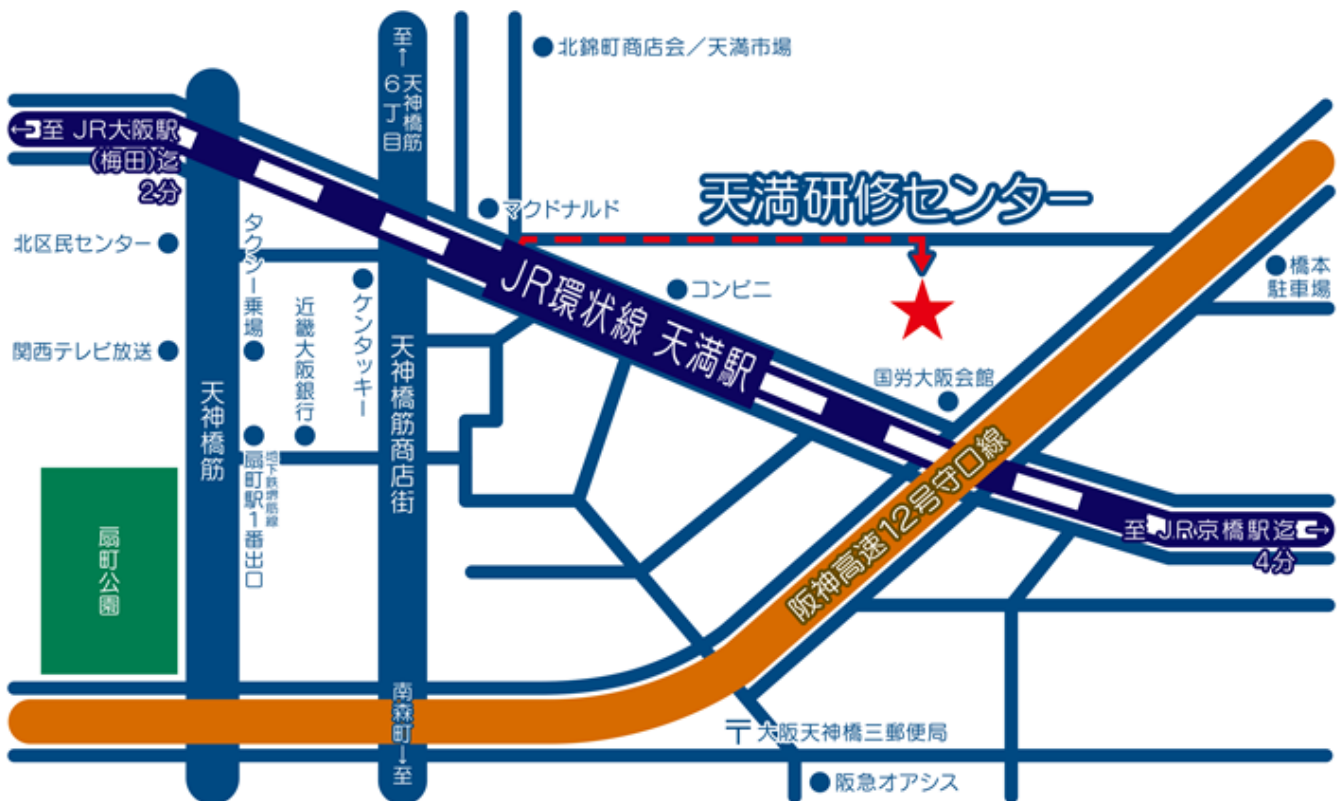 至↑
天神橋筋
6丁目
北錦町商店会／天満市場
←至 JR大阪駅
(梅田)迄
2分
マクドナルド
天満研修センター
北区民センター
タクシー乗場
ケンタッキー
近畿大阪銀行
コンビニ
JR環状線 天満駅
橋本
駐車場
関西テレビ放送
天神橋筋
天神橋筋商店街
国労大阪会館
地下鉄堺筋線
扇町駅1番出口
扇町公園
阪神高速12号守口線
至 J.R.京橋駅迄→
4分
南森町↓至
〒大阪天神橋三郵便局
阪急オアシス